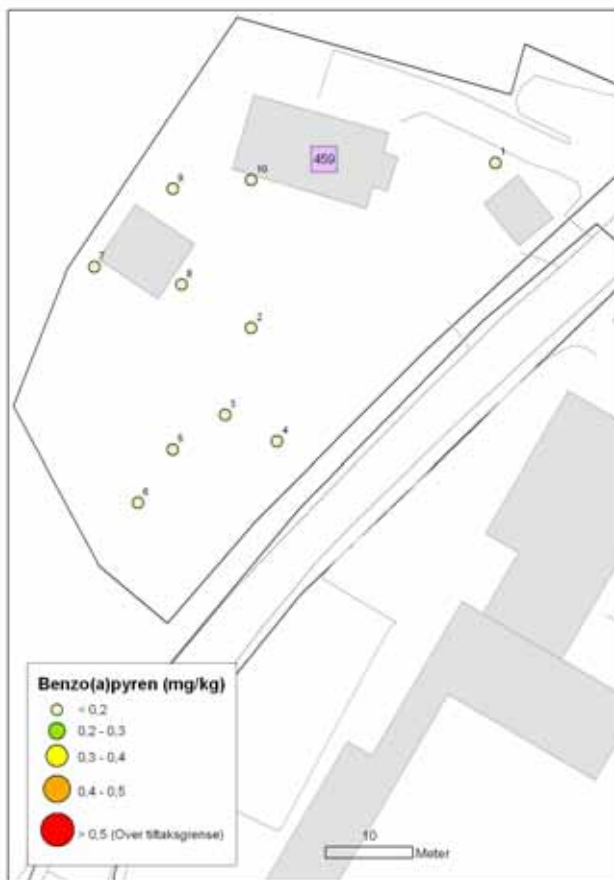 459
1
10
9
7
8
2
3
4
5
6
Benzo(a)pyren (mg/kg)
< 0,2
0,2 - 0,3
0,3 - 0,4
0,4 - 0,5
> 0,5 (Over tiltaksgrense)
10
Meter